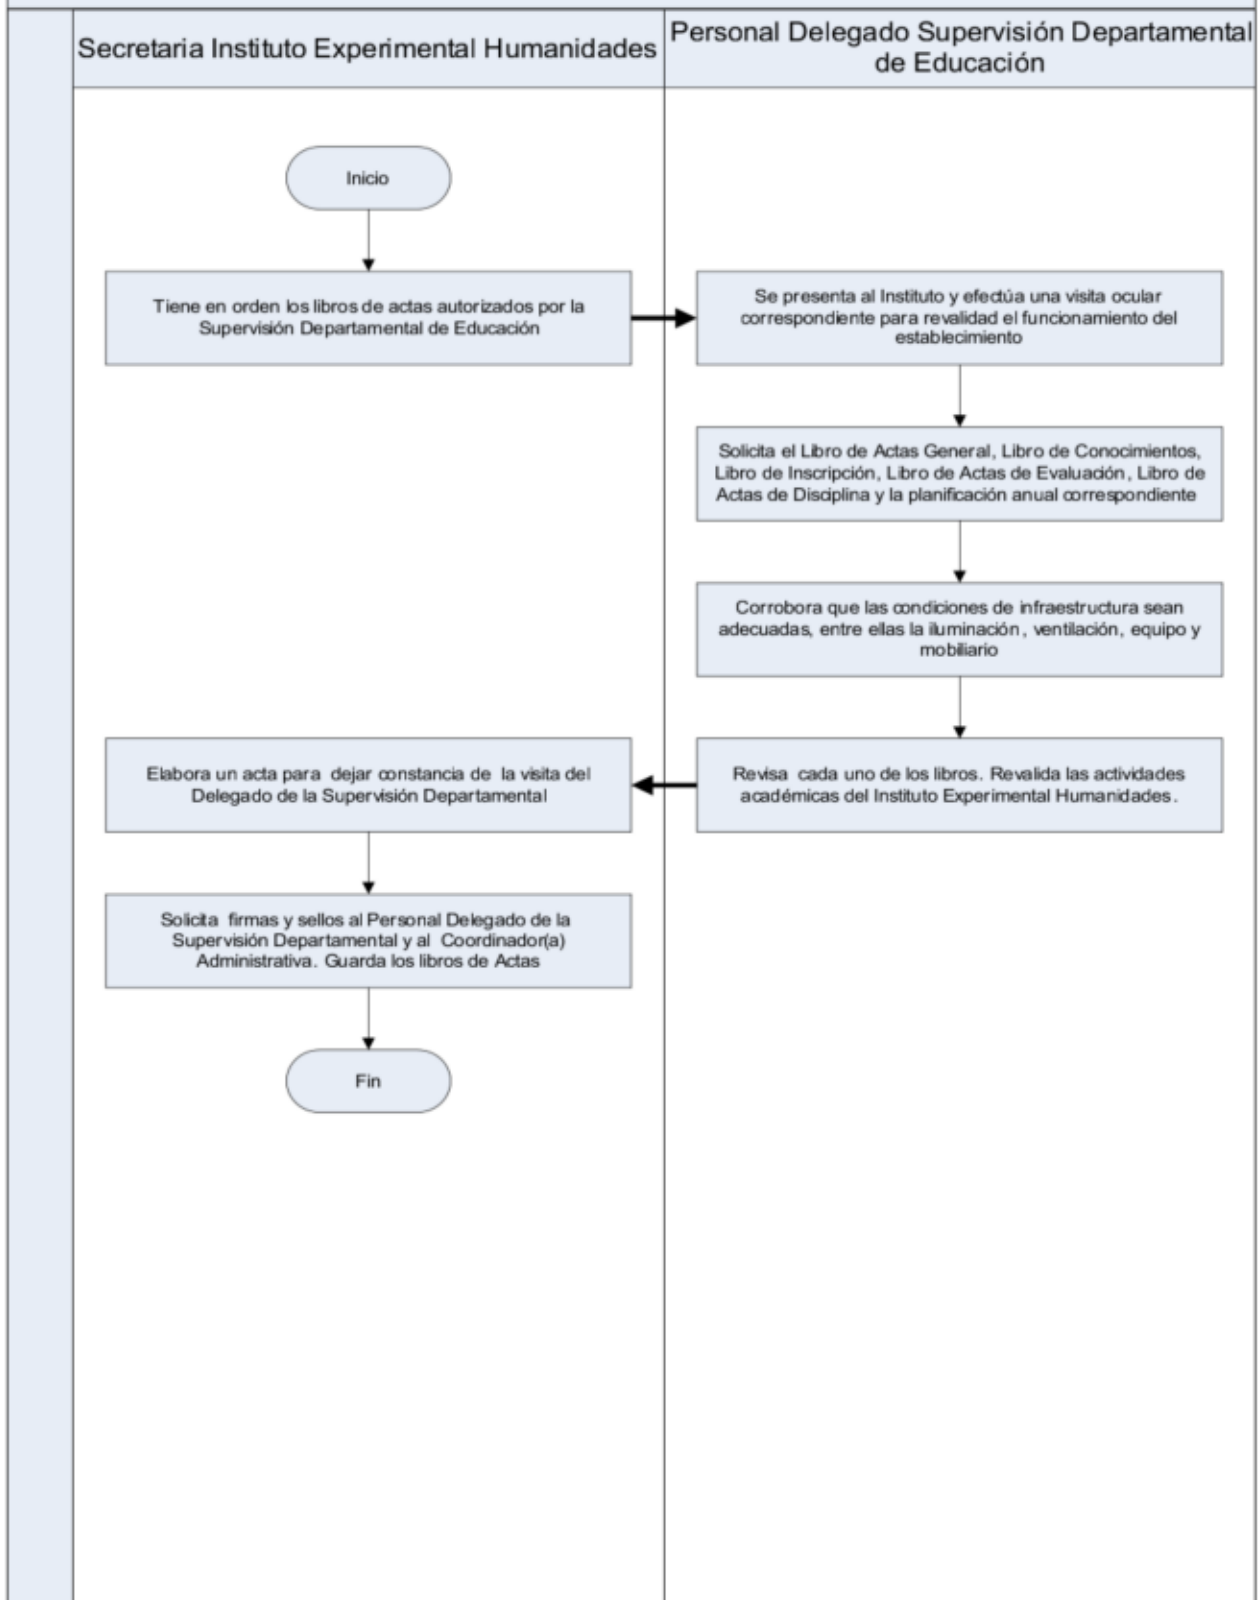 Secretaria Instituto Experimental Humanidades
Personal Delegado Supervisión Departamental
de Educación
Inicio
Tiene en orden los libros de actas autorizados por la
Supervisión Departamental de Educación
Se presenta al Instituto y efectúa una visita ocular
correspondiente para revalidad el funcionamiento del
establecimiento
Solicita el Libro de Actas General, Libro de Conocimientos,
Libro de Inscripción, Libro de Actas de Evaluación, Libro de
Actas de Disciplina y la planificación anual correspondiente
Corrobora que las condiciones de infraestructura sean
adecuadas, entre ellas la iluminación, ventilación, equipo y
mobiliario
Revisa cada uno de los libros. Revalida las actividades
académicas del Instituto Experimental Humanidades.
Elabora un acta para dejar constancia de la visita del
Delegado de la Supervisión Departamental
Solicita firmas y sellos al Personal Delegado de la
Supervisión Departamental y al Coordinador(a)
Administrativa. Guarda los libros de Actas
Fin